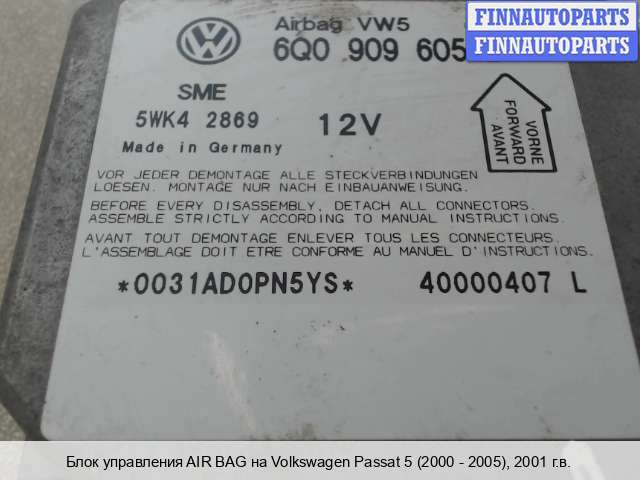 FINNAUTOPARTS
FINNAUTOPARTS
Airbag VW5
6Q0 909 605
SME
5WK4 2869
12V
Made in Germany
VORNE
FORWARD
AVANT
VOR JEDER DEMONTAGE ALLE STECKVERBINDUNGEN
LOESEN. MONTAGE NUR NACH EINBAUANWEISUNG.
BEFORE EVERY DISASSEMBLY, DETACH ALL CONNECTORS.
ASSEMBLE STRICTLY ACCORDING TO MANUAL INSTRUCTIONS.
AVANT TOUT DEMONTAGE ENLEVER TOUS LES CONNECTEURS.
L'ASSEMBLAGE DOIT ETRE CONFORME AU MANUEL D'INSTRUCTIONS.
*0031AD0PN5YS* 40000407 L
Блок управления AIR BAG на Volkswagen Passat 5 (2000 - 2005), 2001 г.в.